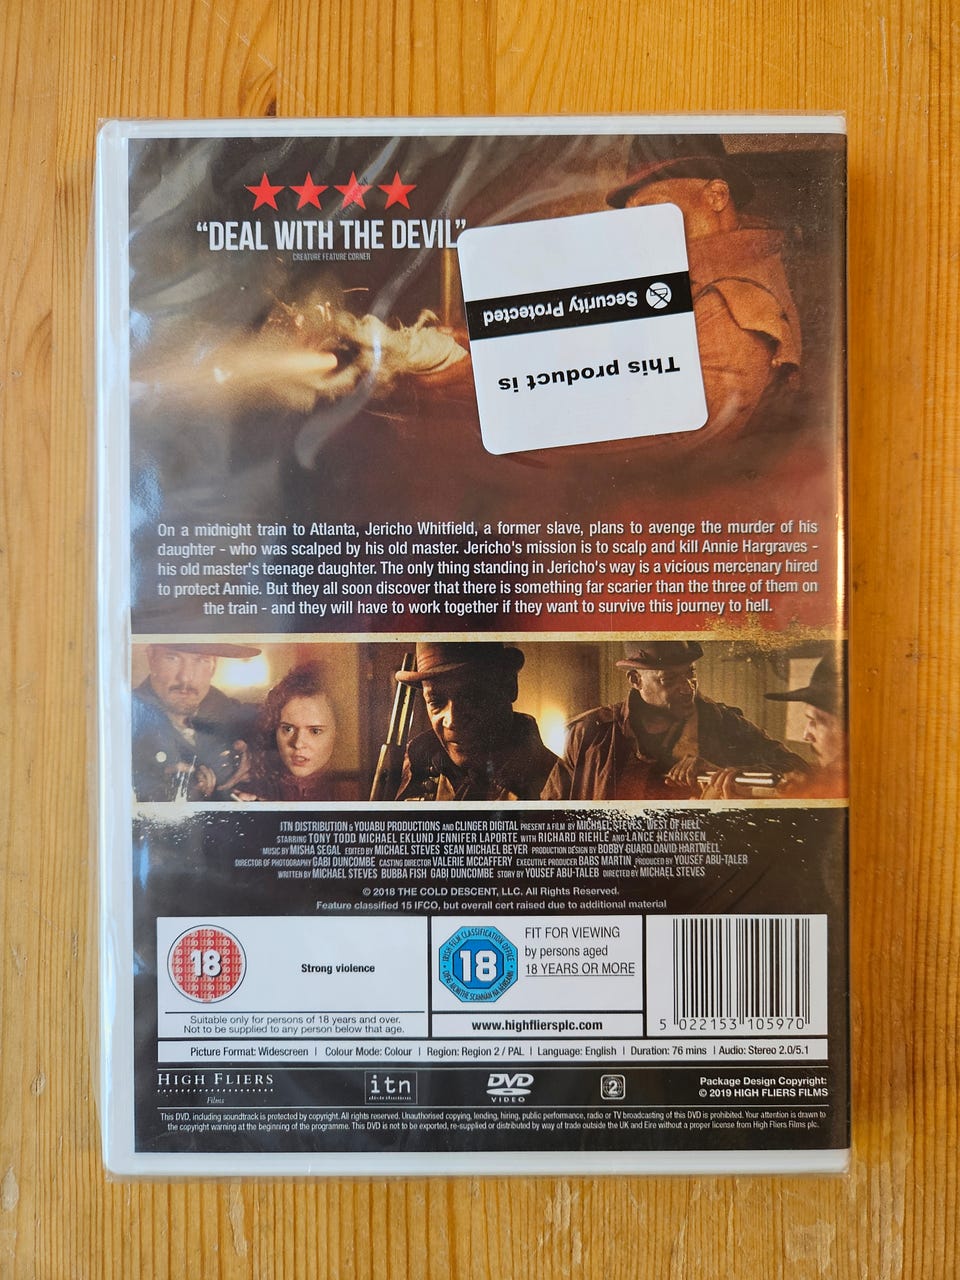 “DEAL WITH THE DEVIL”
CREATURE FEATURE CORNER
This product is
Security Protected
On a midnight train to Atlanta, Jericho Whitfield, a former slave, plans to avenge the murder of his
daughter - who was scalped by his old master. Jericho's mission is to scalp and kill Annie Hargraves -
his old master's teenage daughter. The only thing standing in Jericho's way is a vicious mercenary hired
to protect Annie. But they all soon discover that there is something far scarier than the three of them on
the train - and they will have to work together if they want to survive this journey to hell.
ITN DISTRIBUTION & YOUABU PRODUCTIONS AND CLINGER DIGITAL PRESENT A FILM BY MICHAEL STEVES, WEST OF HELL
STARRING TONY TODD MICHAEL EKLUND JENNIFER LAPORTE WITH RICHARD RIEHLE AND LANCE HENRIKSEN
MUSIC BY MISHA SEGAL EDITED BY MICHAEL STEVES SEAN MICHAEL BEYER PRODUCTION DESIGN BY BOBBY GUARD DAVID HARTWELL
DIRECTOR OF PHOTOGRAPHY GABI DUNCOMBE CASTING DIRECTOR VALERIE MCCAFFERY EXECUTIVE PRODUCER BABS MARTIN PRODUCED BY YOUSEF ABU-TALEB
WRITTEN BY MICHAEL STEVES BUBBA FISH GABI DUNCOMBE STORY BY YOUSEF ABU-TALEB DIRECTED BY MICHAEL STEVES
© 2018 THE COLD DESCENT, LLC. All Rights Reserved.
Feature classified 15 IFCO, but overall cert raised due to additional material
18
Strong violence
Suitable only for persons of 18 years and over.
Not to be supplied to any person below that age.
IRISH FILM CLASSIFICATION OFFICE
18
FIT FOR VIEWING
by persons aged
18 YEARS OR MORE
www.highfliersplc.com
5 022153 105970
Picture Format: Widescreen | Colour Mode: Colour | Region: Region 2 / PAL | Language: English | Duration: 76 mins | Audio: Stereo 2.0/5.1
HIGH FLIERS
Films
itn
distribution
DVD
VIDEO
2
Package Design Copyright:
© 2019 HIGH FLIERS FILMS
This DVD, including soundtrack is protected by copyright. All rights reserved. Unauthorised copying, lending, hiring, public performance, radio or TV broadcasting of this DVD is prohibited. Your attention is drawn to
the copyright warning at the beginning of the programme. This DVD is not to be exported, re-supplied or distributed by way of trade outside the UK and Eire without a proper license from High Fliers Films plc.